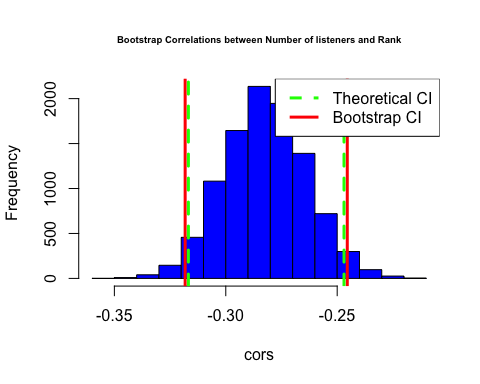 Bootstrap Correlations between Number of listeners and Rank
Theoretical CI
Bootstrap CI
Frequency
2000
1000
500
0
-0.35 -0.30 -0.25
cors